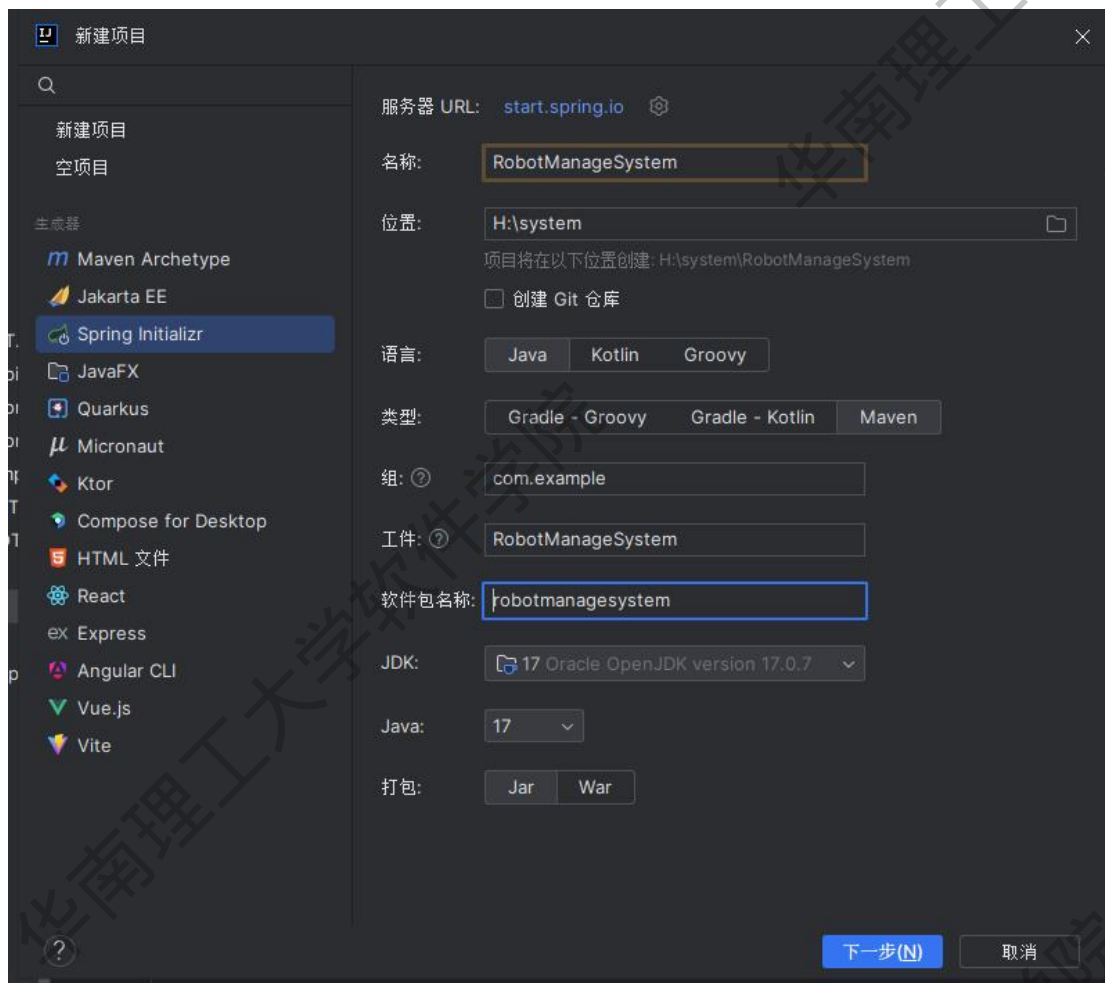 新建项目
新建项目
空项目
生成器
Maven Archetype
Jakarta EE
Spring Initializr
JavaFX
Quarkus
Micronaut
Ktor
Compose for Desktop
HTML 文件
React
ex Express
Angular CLI
Vue.js
Vite
服务器 URL: start.spring.io
名称: RobotManageSystem
位置: H:\system
项目将在以下位置创建: H:\system\RobotManageSystem
创建 Git 仓库
语言: Java Kotlin Groovy
类型: Gradle - Groovy Gradle - Kotlin Maven
组: com.example
工件: RobotManageSystem
软件包名称: robotmanagesystem
JDK: 17 Oracle OpenJDK version 17.0.7
Java: 17
打包: Jar War
下一步(N) 取消
华南理工大学软件学院
华南理工